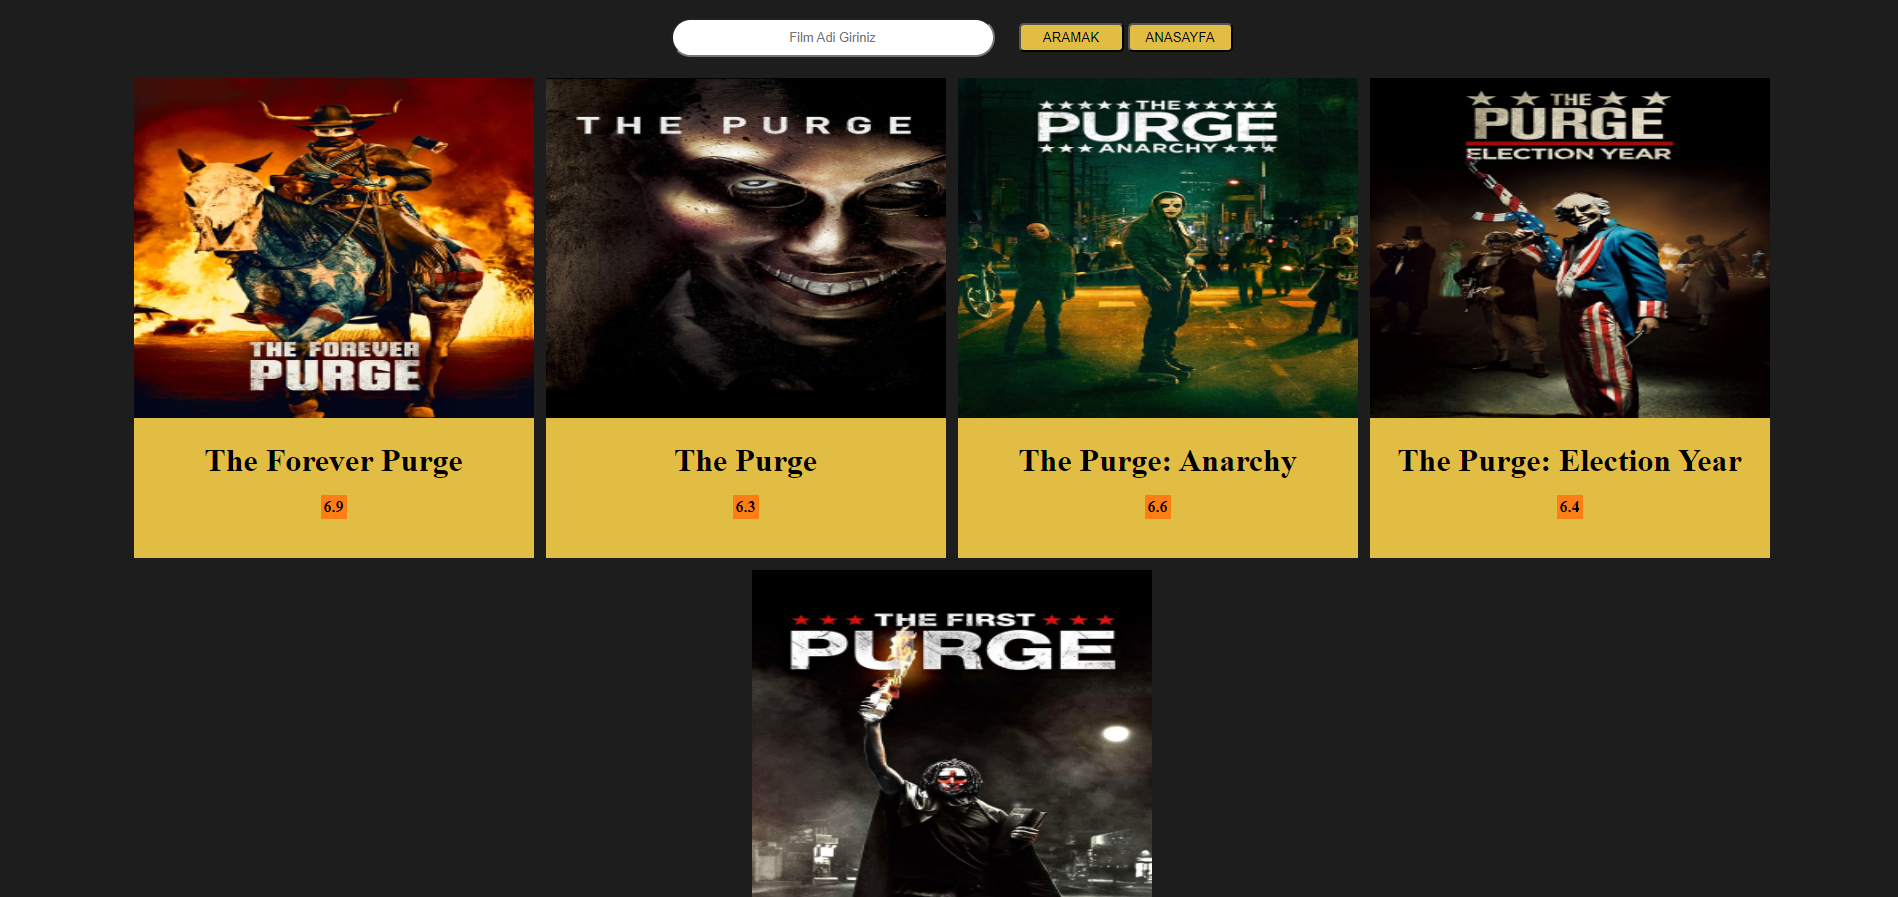 Film Adi Giriniz
ARAMAK
ANASAYFA
THE FOREVER
PURGE
THE PURGE
THE
PURGE
ANARCHY
THE
PURGE
ELECTION YEAR
The Forever Purge
The Purge
The Purge: Anarchy
The Purge: Election Year
6.9
6.3
6.6
6.4
THE FIRST
PURGE